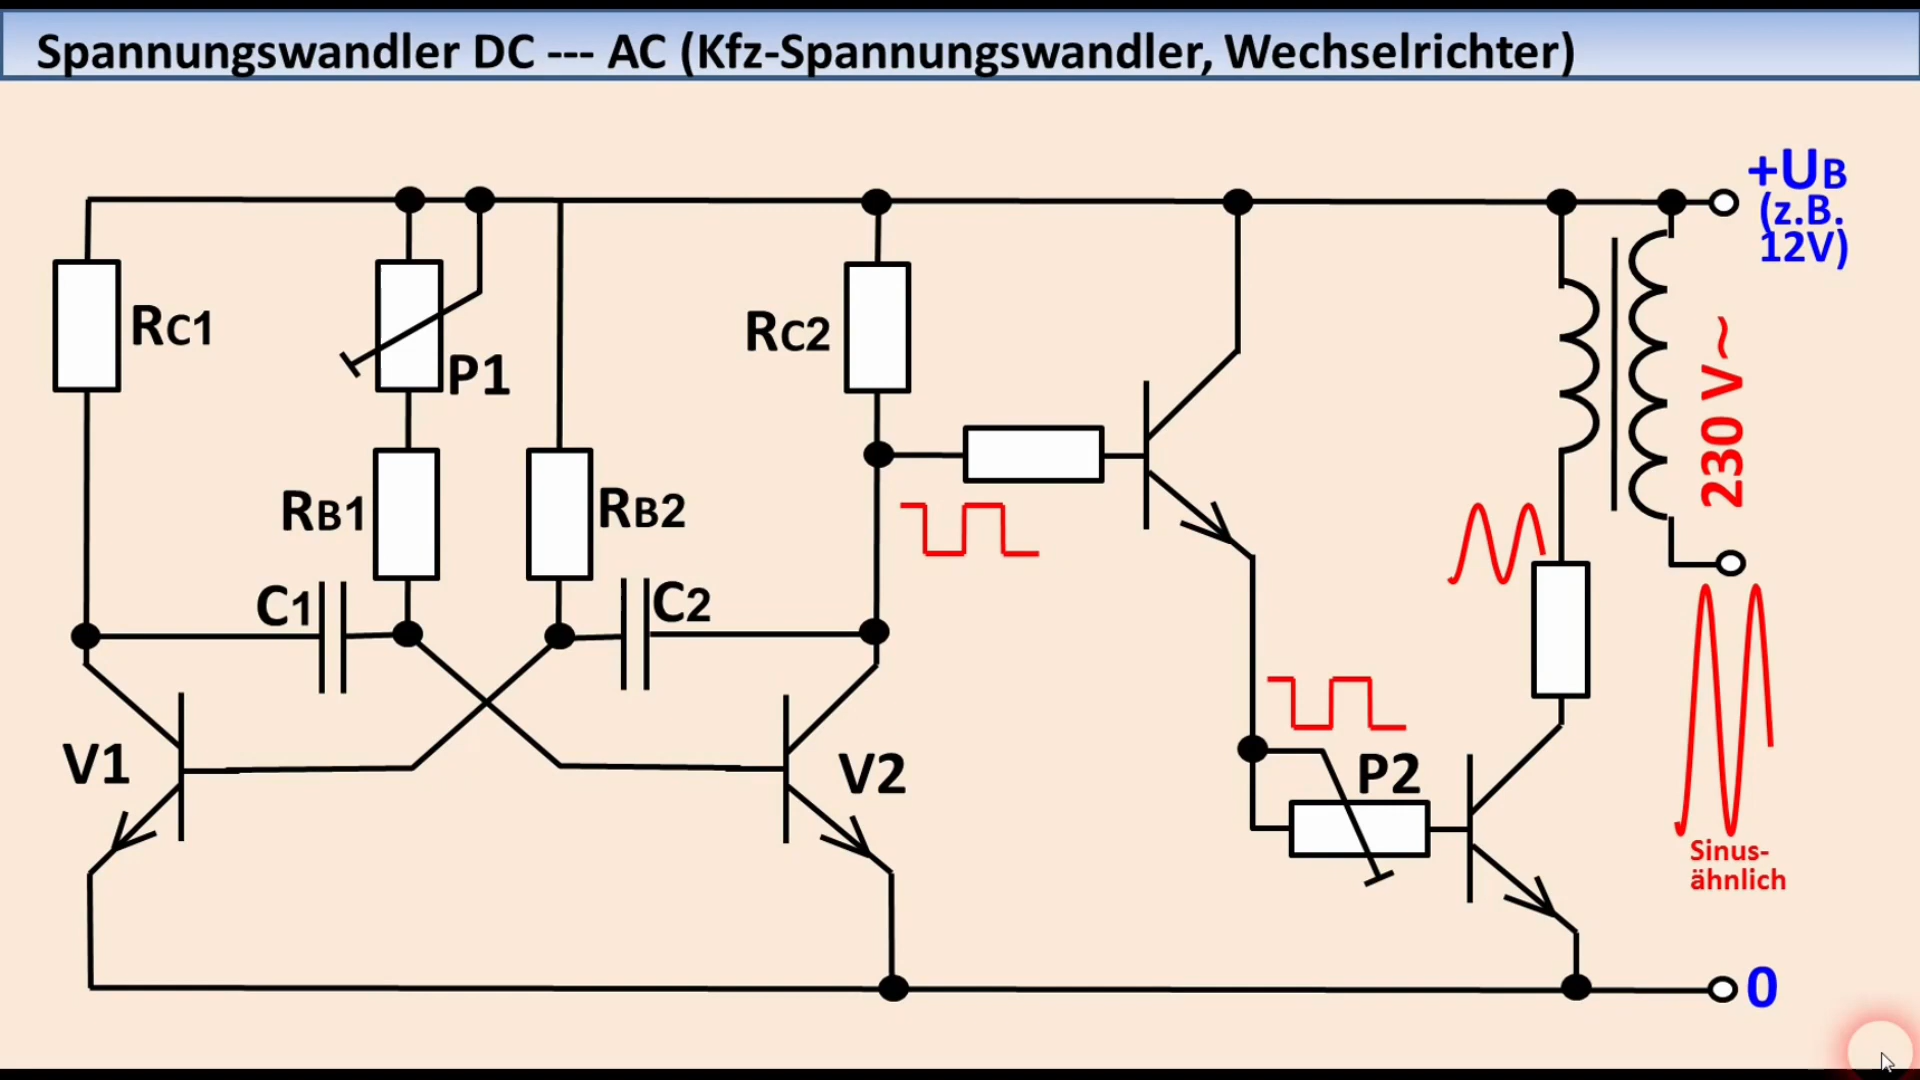 Spannungswandler DC --- AC (Kfz-Spannungswandler, Wechselrichter)
+UB
(z.B.
12V)
RC1
P1
RC2
230 V~
RB1
RB2
C1
C2
V1
V2
P2
Sinus-
ähnlich
0